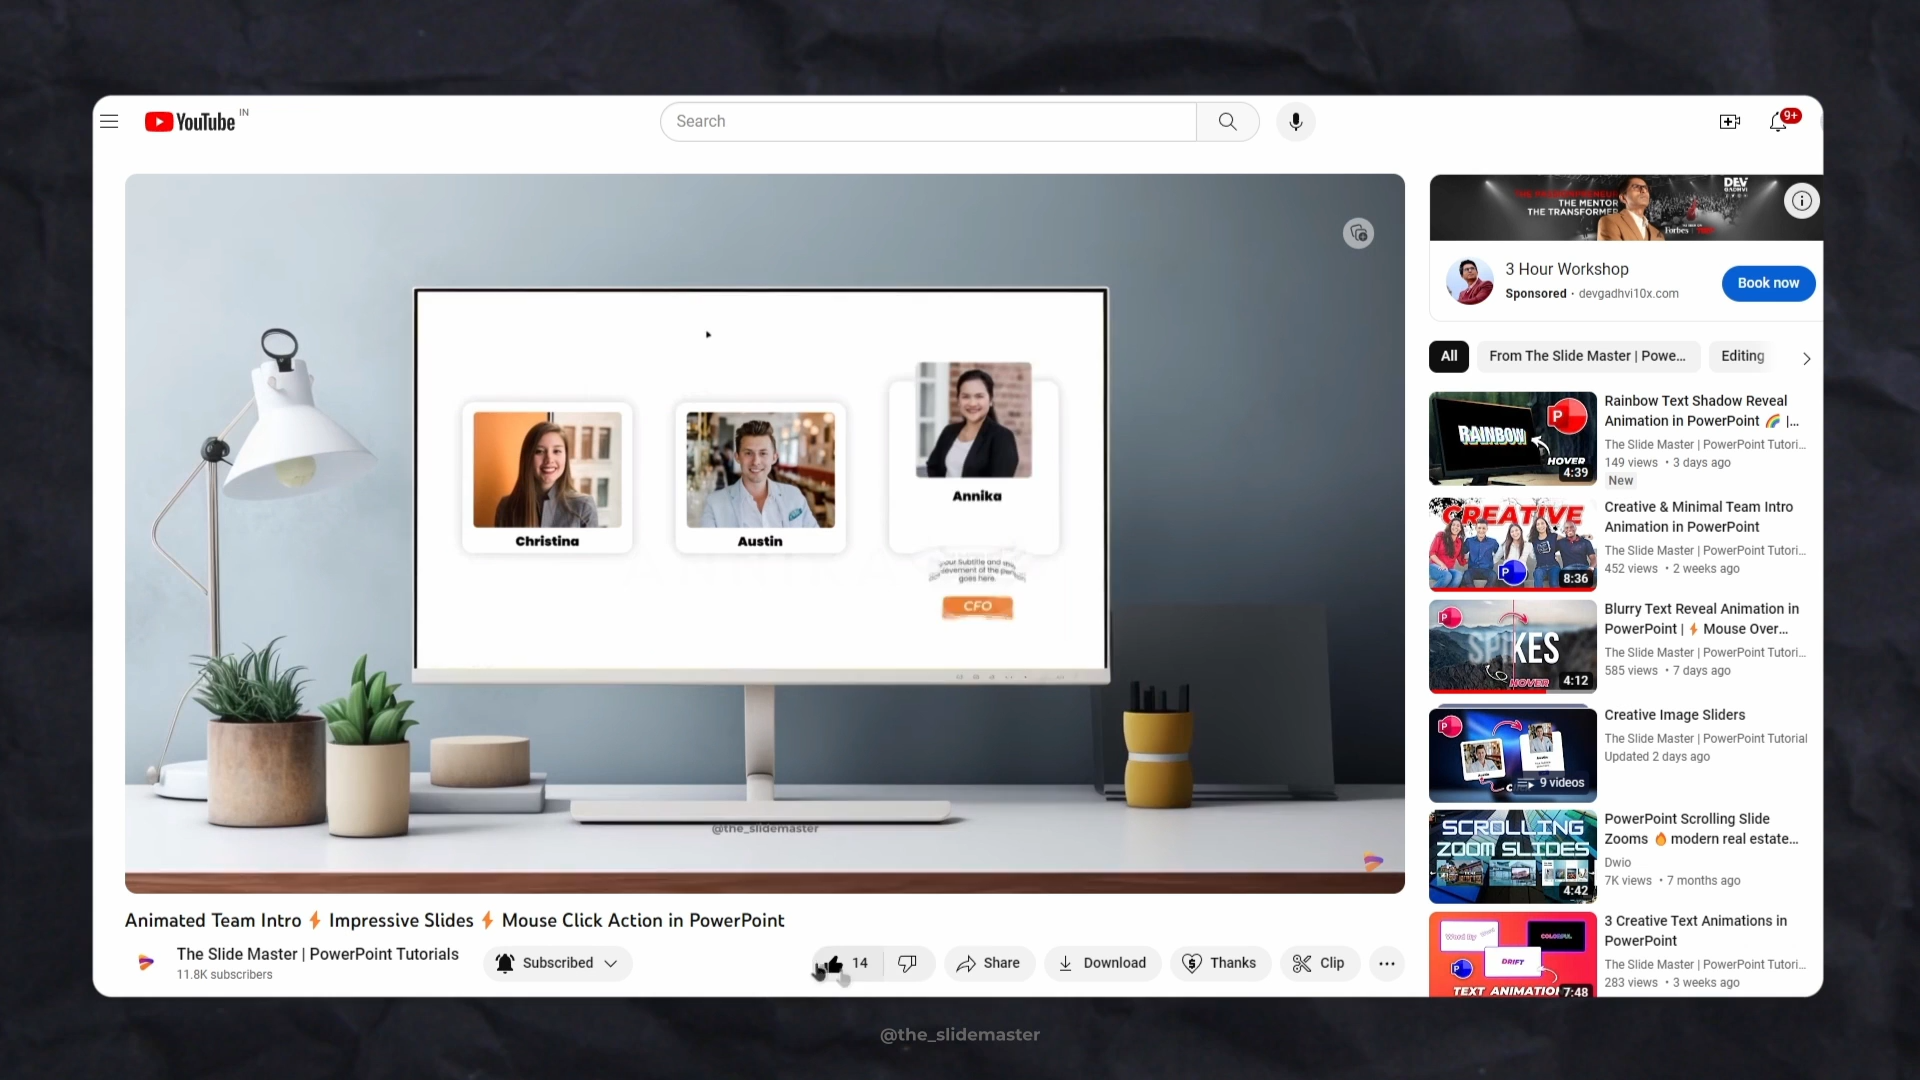 YouTube IN
Search
9+
THE MENTOR
THE TRANSFORMER
DEV
GADHVI
Forbes
3 Hour Workshop
Sponsored · devgadhvi10x.com
Book now
All
From The Slide Master | Powe...
Editing
Christina
Austin
Annika
goes here.
CFO
@the_slidemaster
RAINBOW
HOVER
4:39
Rainbow Text Shadow Reveal
Animation in PowerPoint 🌈 |...
The Slide Master | PowerPoint Tutori...
149 views • 3 days ago
New
CREATIVE
8:36
Creative & Minimal Team Intro
Animation in PowerPoint
The Slide Master | PowerPoint Tutori...
452 views • 2 weeks ago
SPIKES
HOVER
4:12
Blurry Text Reveal Animation in
PowerPoint | ⚡ Mouse Over...
The Slide Master | PowerPoint Tutori...
585 views • 7 days ago
9 videos
Creative Image Sliders
The Slide Master | PowerPoint Tutorial
Updated 2 days ago
SCROLLING
ZOOM SLIDES
4:42
PowerPoint Scrolling Slide
Zooms 🔥 modern real estate...
Dwio
7K views • 7 months ago
COLORFUL
DRIFT
TEXT ANIMATION
7:48
3 Creative Text Animations in
PowerPoint
The Slide Master | PowerPoint Tutori...
283 views • 3 weeks ago
Animated Team Intro ⚡ Impressive Slides ⚡ Mouse Click Action in PowerPoint
The Slide Master | PowerPoint Tutorials
11.8K subscribers
Subscribed
14
Share
Download
Thanks
Clip
@the_slidemaster